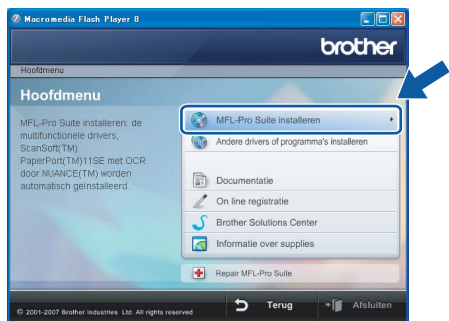 Macromedia Flash Player 8
brother
Hoofdmenu
Hoofdmenu
MFL-Pro Suite installeren: de
multifunctionele drivers,
ScanSoft(TM)
PaperPort(TM)11SE met OCR
door NUANCE(TM) worden
automatisch geïnstalleerd.
MFL-Pro Suite installeren
Andere drivers of programma's installeren
Documentatie
On line registratie
Brother Solutions Center
Informatie over supplies
Repair MFL-Pro Suite
© 2001-2007 Brother Industries Ltd. All rights reserved
Terug
Afsluiten